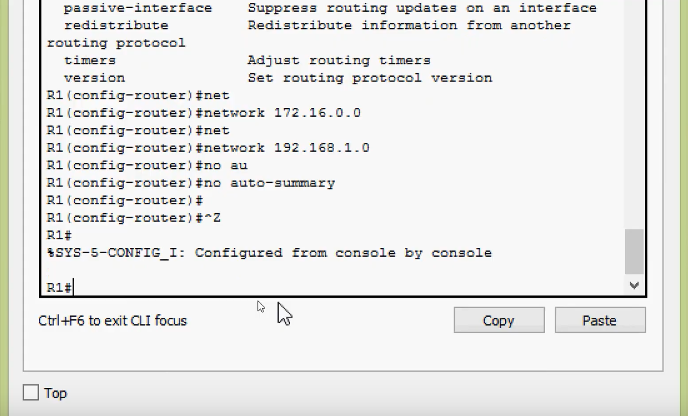 passive-interface    Suppress routing updates on an interface
redistribute         Redistribute information from another
routing protocol
timers               Adjust routing timers
version              Set routing protocol version
R1(config-router)#net
R1(config-router)#network 172.16.0.0
R1(config-router)#net
R1(config-router)#network 192.168.1.0
R1(config-router)#no au
R1(config-router)#no auto-summary
R1(config-router)#
R1(config-router)#^Z
R1#
%SYS-5-CONFIG_I: Configured from console by console
R1#
Ctrl+F6 to exit CLI focus
Copy
Paste
Top